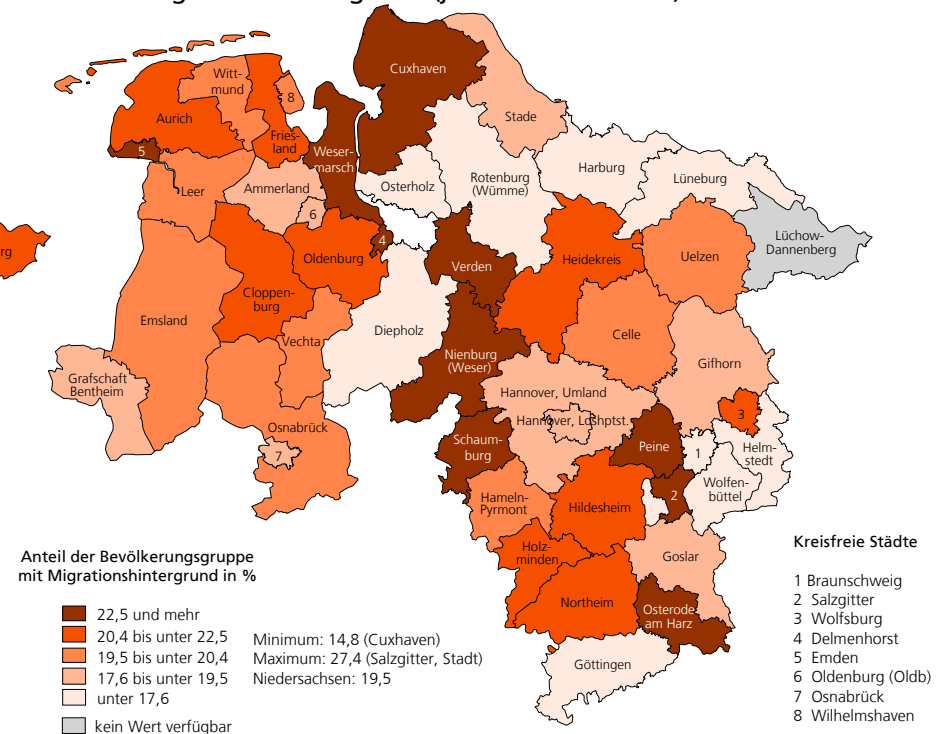 Cuxhaven
Witt-
mund
8
Stade
Aurich
Fries-
land
5
Weser-
marsch
Harburg
Rotenburg
(Wümme)
Lüneburg
Osterholz
Leer
Ammerland
6
4
Lüchow-
Dannenberg
rg
Oldenburg
Verden
Heidekreis
Uelzen
Cloppen-
burg
Emsland
Diepholz
Celle
Vechta
Nienburg
(Weser)
Gifhorn
Grafschaft
Bentheim
Hannover, Umland
3
Hannover, Ldshptst.
Osnabrück
7
Schaum-
burg
Peine
1
Helm-
stedt
Wolfen-
büttel
2
Hameln-
Pyrmont
Hildesheim
Holz-
minden
Goslar
Northeim
Osterode
am Harz
Göttingen
Anteil der Bevölkerungsgruppe
mit Migrationshintergrund in %
22,5 und mehr
20,4 bis unter 22,5
19,5 bis unter 20,4
17,6 bis unter 19,5
unter 17,6
kein Wert verfügbar
Minimum: 14,8 (Cuxhaven)
Maximum: 27,4 (Salzgitter, Stadt)
Niedersachsen: 19,5
Kreisfreie Städte
1 Braunschweig
2 Salzgitter
3 Wolfsburg
4 Delmenhorst
5 Emden
6 Oldenburg (Oldb)
7 Osnabrück
8 Wilhelmshaven